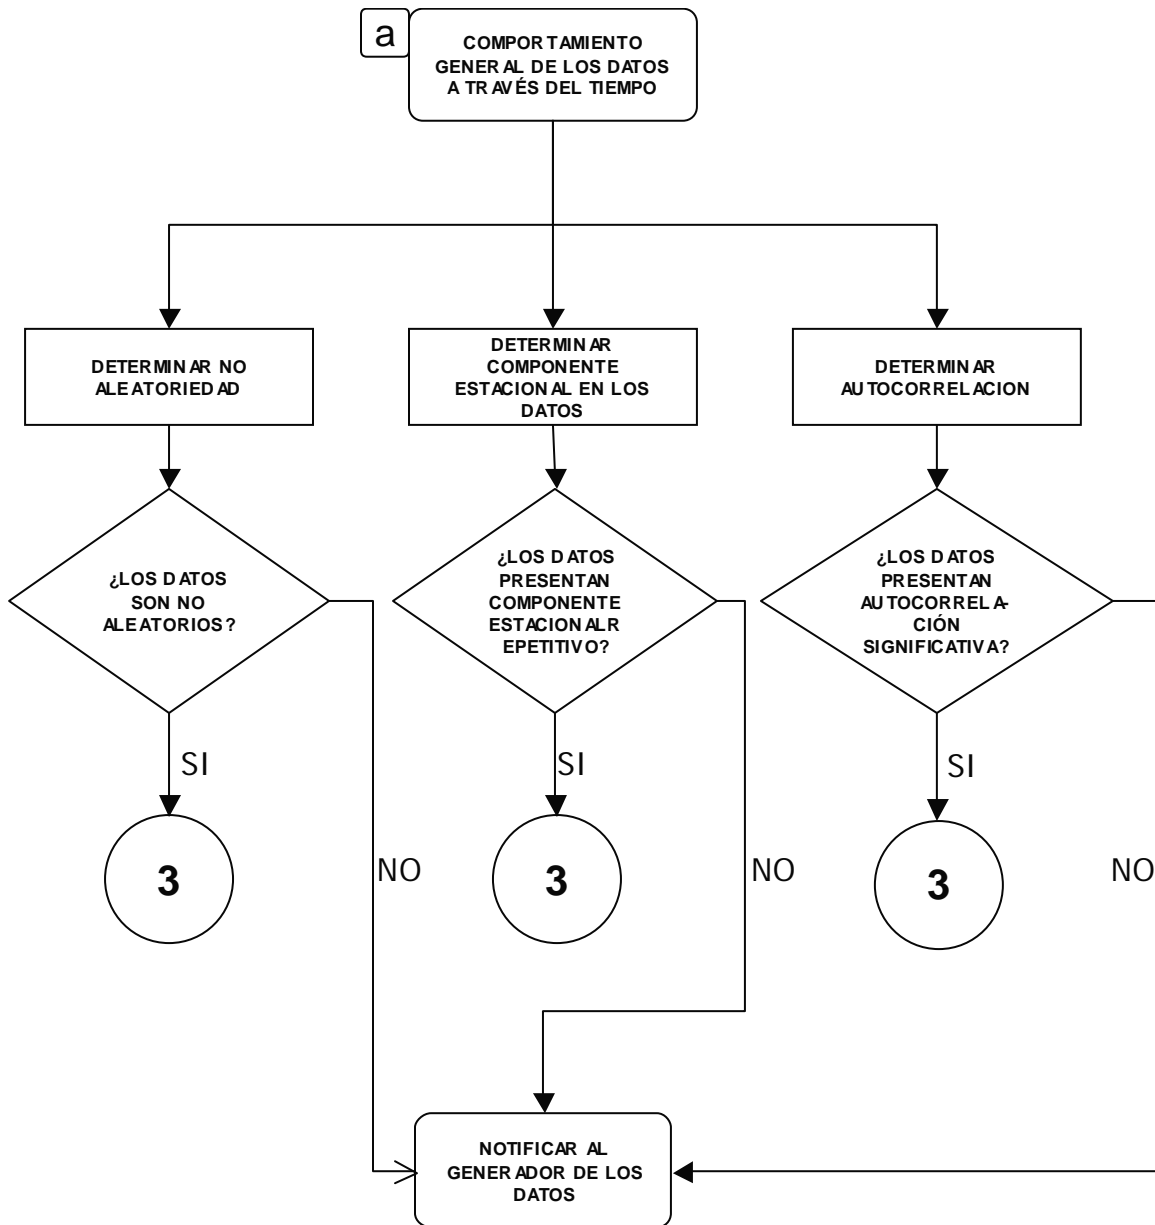 a
COMPORTAMIENTO
GENERAL DE LOS DATOS
A TRAVÉS DEL TIEMPO
DETERMINAR NO
ALEATORIEDAD
DETERMINAR
COMPONENTE
ESTACIONAL EN LOS
DATOS
DETERMINAR
AUTOCORRELACION
¿LOS DATOS
SON NO
ALEATORIOS?
¿LOS DATOS
PRESENTAN
COMPONENTE
ESTACIONALR
EPETITIVO?
¿LOS DATOS
PRESENTAN
AUTOCORRELA-
CIÓN
SIGNIFICATIVA?
SI
SI
SI
3
NO
3
NO
3
NO
NOTIFICAR AL
GENERADOR DE LOS
DATOS